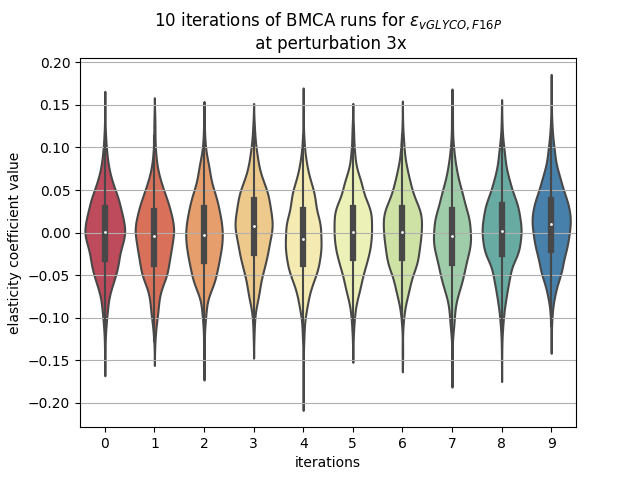 10 iterations of BMCA runs for ε_{vGLYCO, F16P}
at perturbation 3x
elasticity coefficient value
0.20
0.15
0.10
0.05
0.00
−0.05
−0.10
−0.15
−0.20
0 1 2 3 4 5 6 7 8 9
iterations